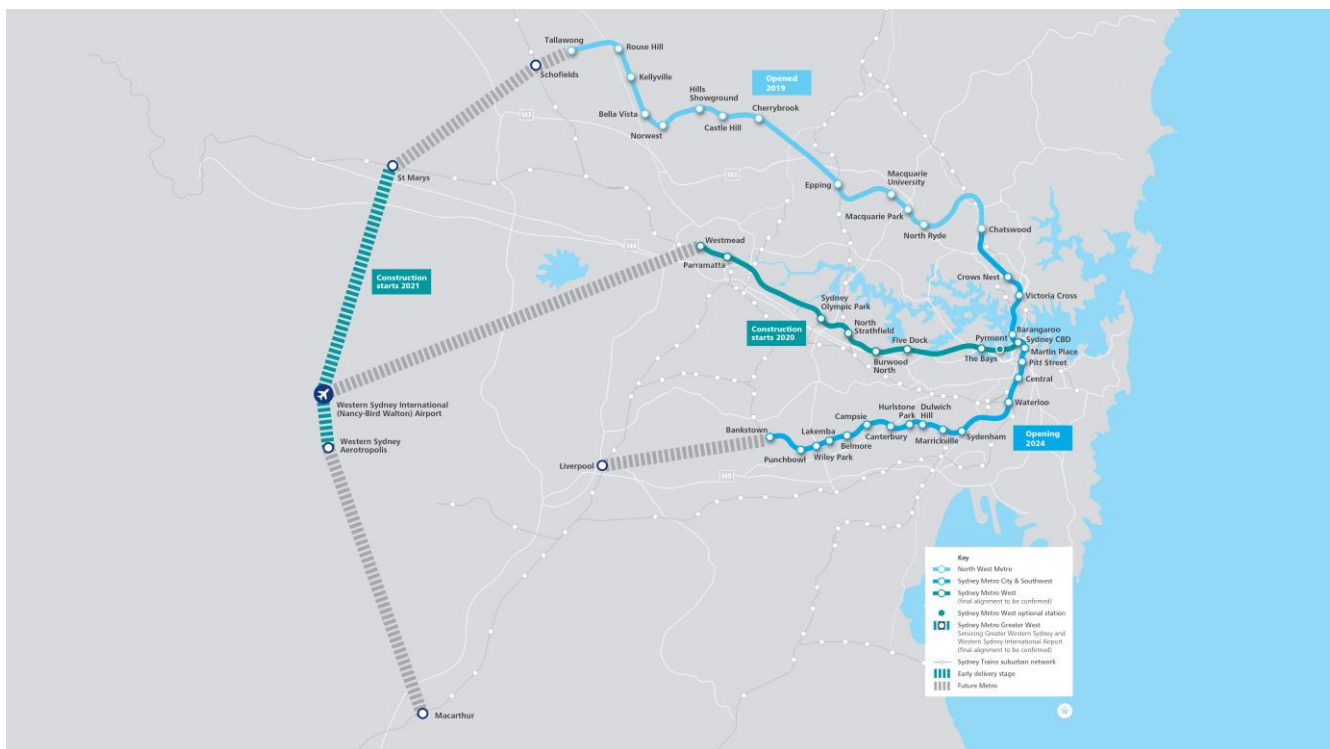 Tallawong
Rouse Hill
Schofields
Kellyville
Opened
2019
Hills
Showground
Cherrybrook
Bella Vista
Castle Hill
Norwest
M7
St Marys
M2
Epping
Macquarie
University
Macquarie Park
North Ryde
Chatswood
Westmead
M4
Parramatta
Construction
starts 2021
Crows Nest
Victoria Cross
Sydney
Olympic Park
Construction
starts 2020
North
Strathfield
Five Dock
Burwood
North
Pyrmont
The Bays
Barangaroo
Sydney CBD
Martin Place
Pitt Street
Central
Waterloo
Western Sydney International
(Nancy-Bird Walton) Airport
Western Sydney
Aerotropolis
Bankstown
Punchbowl
Lakemba
Wiley Park
Belmore
Campsie
Canterbury
Hurlstone
Park
Dulwich
Hill
Marrickville
Sydenham
Opening
2024
Liverpool
M5
Macarthur
Key
North West Metro
Sydney Metro City & Southwest
Sydney Metro West
(final alignment to be confirmed)
Sydney Metro West optional station
Sydney Metro Greater West
Servicing Greater Western Sydney and
Western Sydney International Airport
(final alignment to be confirmed)
Sydney Trains suburban network
Early delivery stage
Future Metro